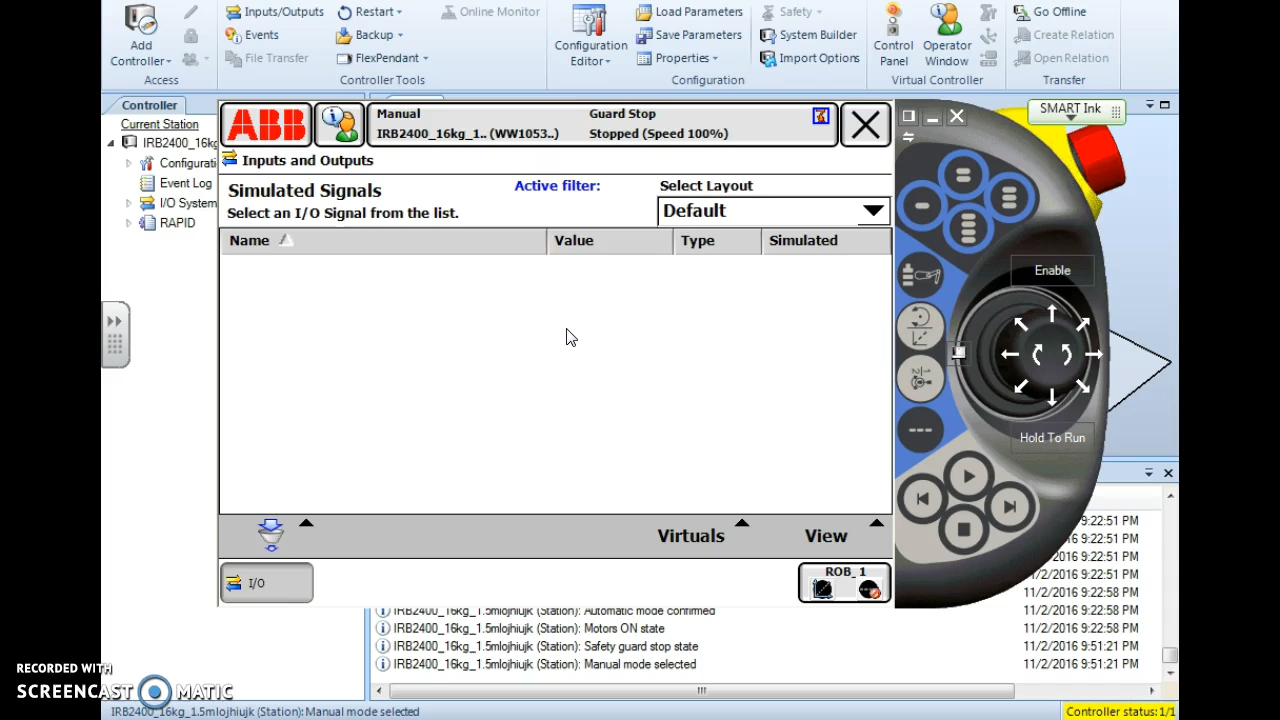 Add
Controller
Access
Inputs/Outputs
Events
File Transfer
Restart
Backup
FlexPendant
Controller Tools
Online Monitor
Configuration
Editor
Load Parameters
Save Parameters
Properties
Configuration
Safety
System Builder
Import Options
Control
Panel
Operator
Window
Virtual Controller
Go Offline
Create Relation
Open Relation
Transfer
Controller
Current Station
IRB2400_16kg
Configurati
Event Log
I/O System
RAPID
ABB
Manual
IRB2400_16kg_1.. (WW1053..)
Guard Stop
Stopped (Speed 100%)
Inputs and Outputs
Simulated Signals
Select an I/O Signal from the list.
Active filter:
Select Layout
Default
Name Value Type Simulated
Virtuals View
I/O
ROB_1
SMART Ink
Enable
Hold To Run
9:22:51 PM
9:22:51 PM
9:22:51 PM
1/2/2016 9:22:51 PM
11/2/2016 9:22:58 PM
IRB2400_16kg_1.5mlojhiujk (Station): Automatic mode confirmed 11/2/2016 9:22:58 PM
IRB2400_16kg_1.5mlojhiujk (Station): Motors ON state 11/2/2016 9:22:58 PM
IRB2400_16kg_1.5mlojhiujk (Station): Safety guard stop state 11/2/2016 9:51:21 PM
IRB2400_16kg_1.5mlojhiujk (Station): Manual mode selected 11/2/2016 9:51:21 PM
RECORDED WITH
SCREENCAST MATIC
IRB2400_16kg_1.5mlojhiujk (Station): Manual mode selected
Controller status: 1/1